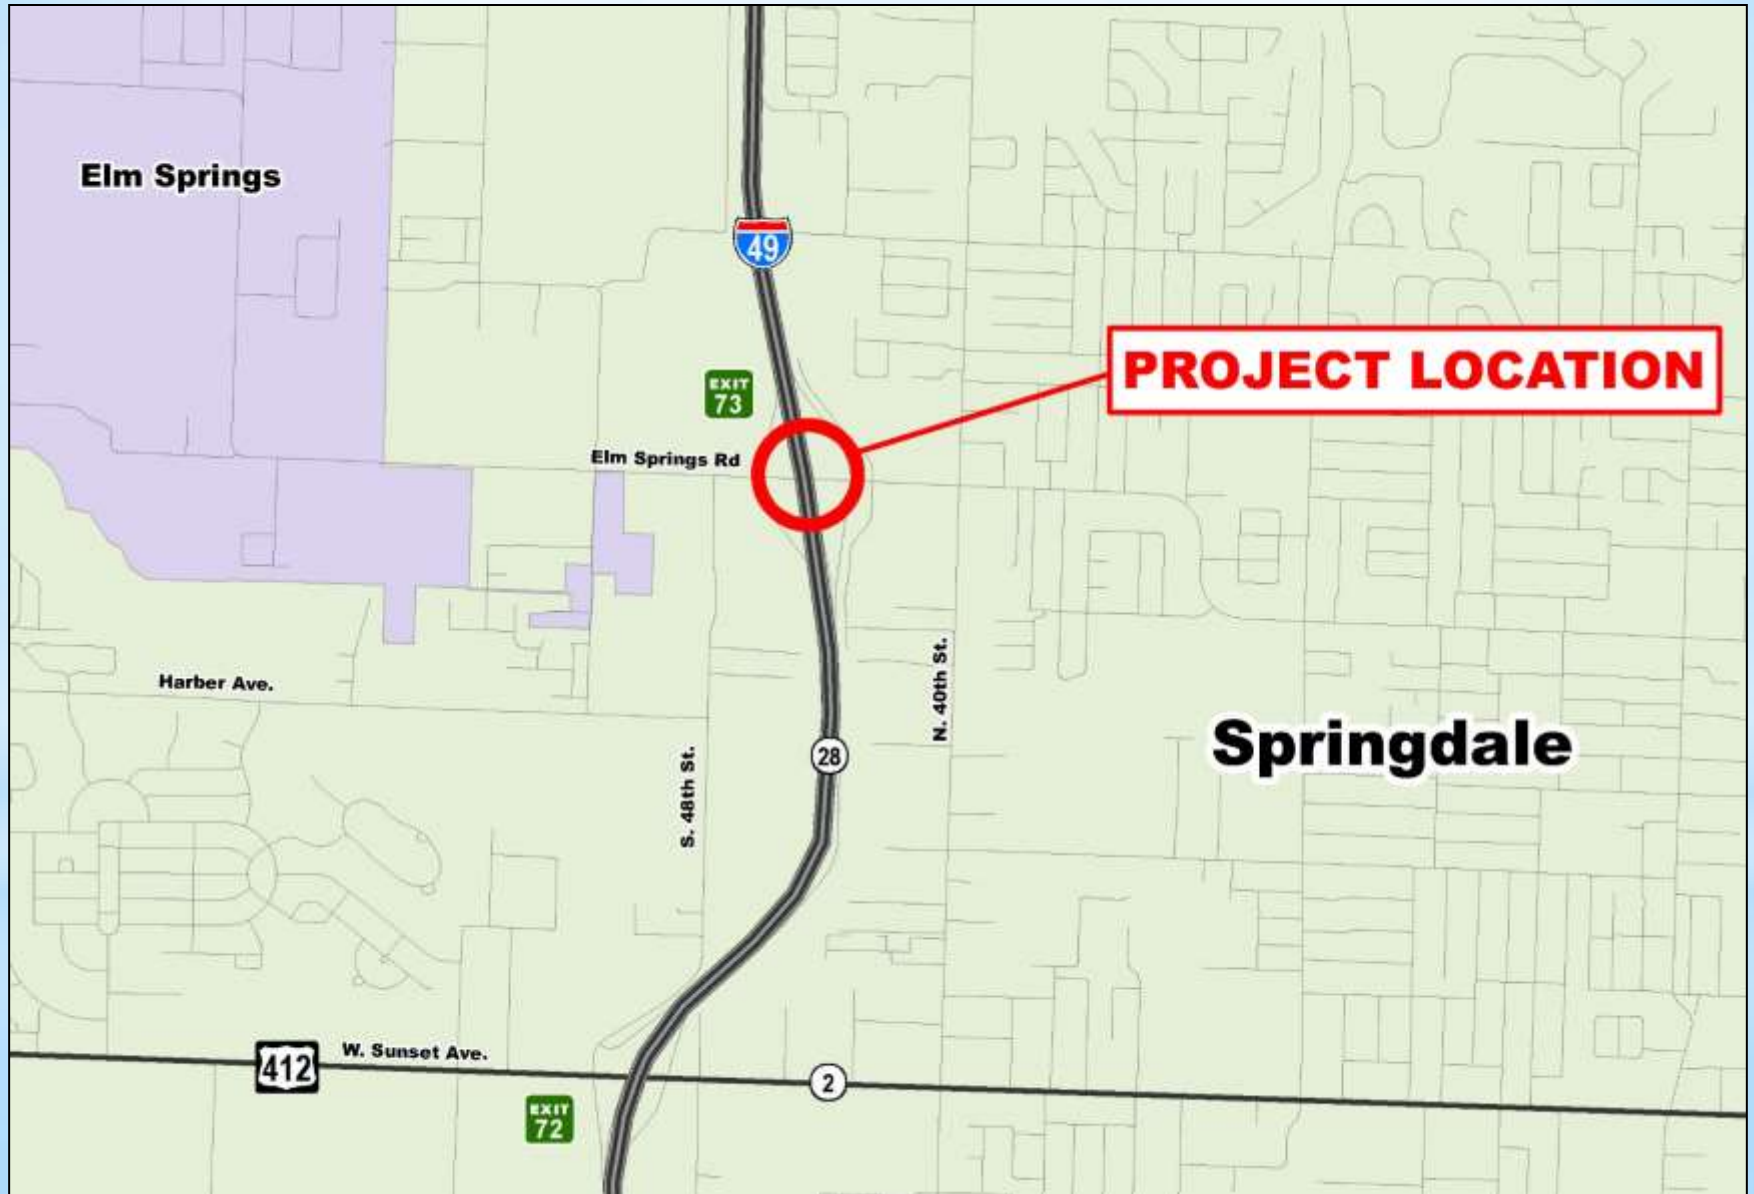 Elm Springs
49
PROJECT LOCATION
EXIT
73
Elm Springs Rd
N. 40th St.
Harber Ave.
Springdale
28
S. 48th St.
412
W. Sunset Ave.
2
EXIT
72